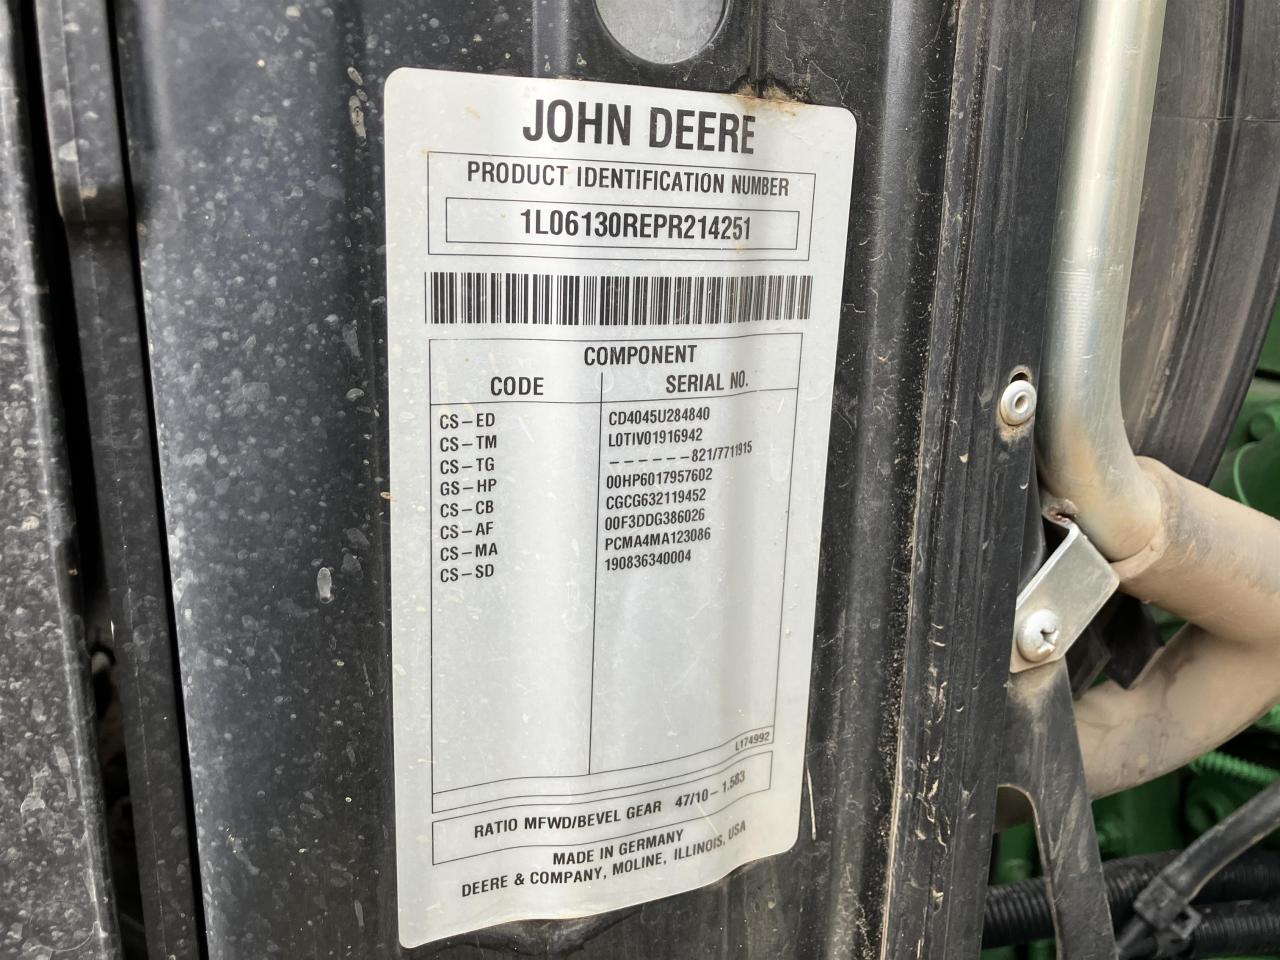 JOHN DEERE
PRODUCT IDENTIFICATION NUMBER
1L06130REPR214251
COMPONENT
CODE SERIAL NO.
CS-ED CD4045U284840
CS-TM L0TIV01916942
CS-TG ------821/7711915
GS-HP 00HP6017957602
CS-CB CGCG632119452
CS-AF 00F3DDG386026
CS-MA PCMA4MA123086
CS-SD 190836340004
L174992
RATIO MFWD/BEVEL GEAR 47/10-1.583
MADE IN GERMANY
DEERE & COMPANY, MOLINE, ILLINOIS, USA